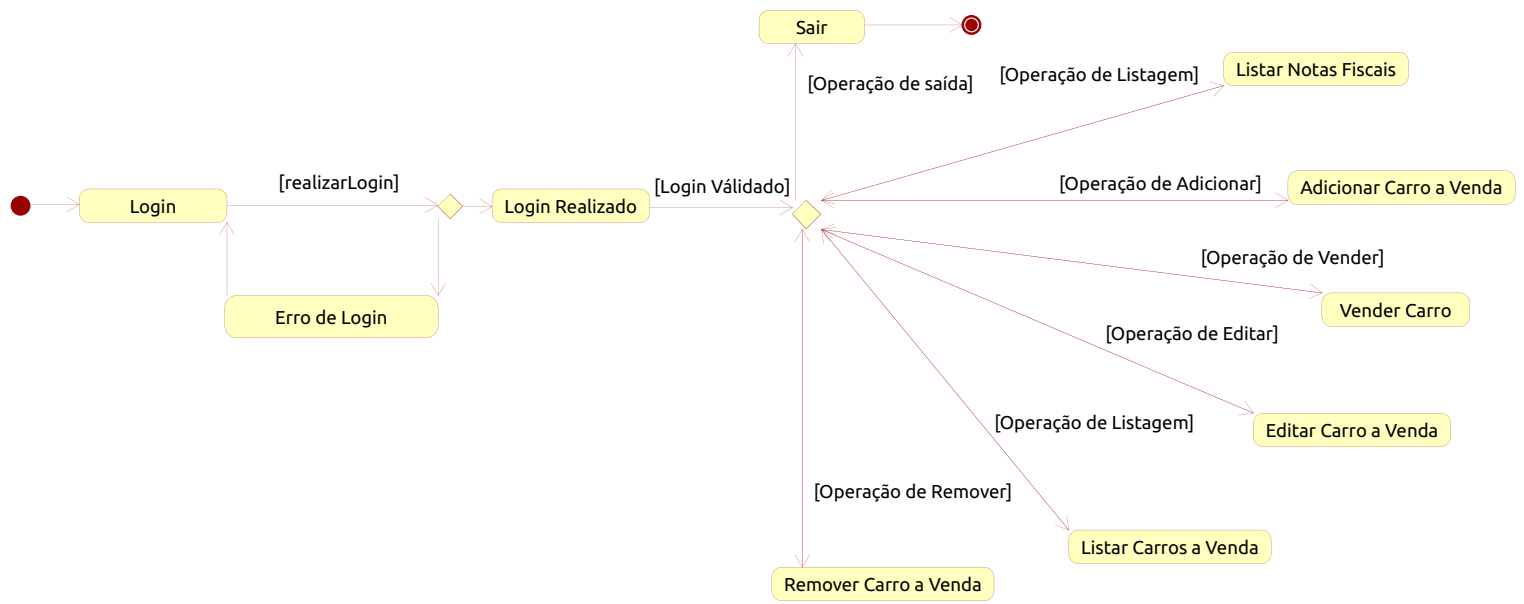 Sair
[Operação de saída]
[Operação de Listagem]
Listar Notas Fiscais
[realizarLogin]
Login
Login Realizado
[Login Válidado]
[Operação de Adicionar]
Adicionar Carro a Venda
Erro de Login
[Operação de Vender]
Vender Carro
[Operação de Editar]
Editar Carro a Venda
[Operação de Listagem]
Listar Carros a Venda
[Operação de Remover]
Remover Carro a Venda